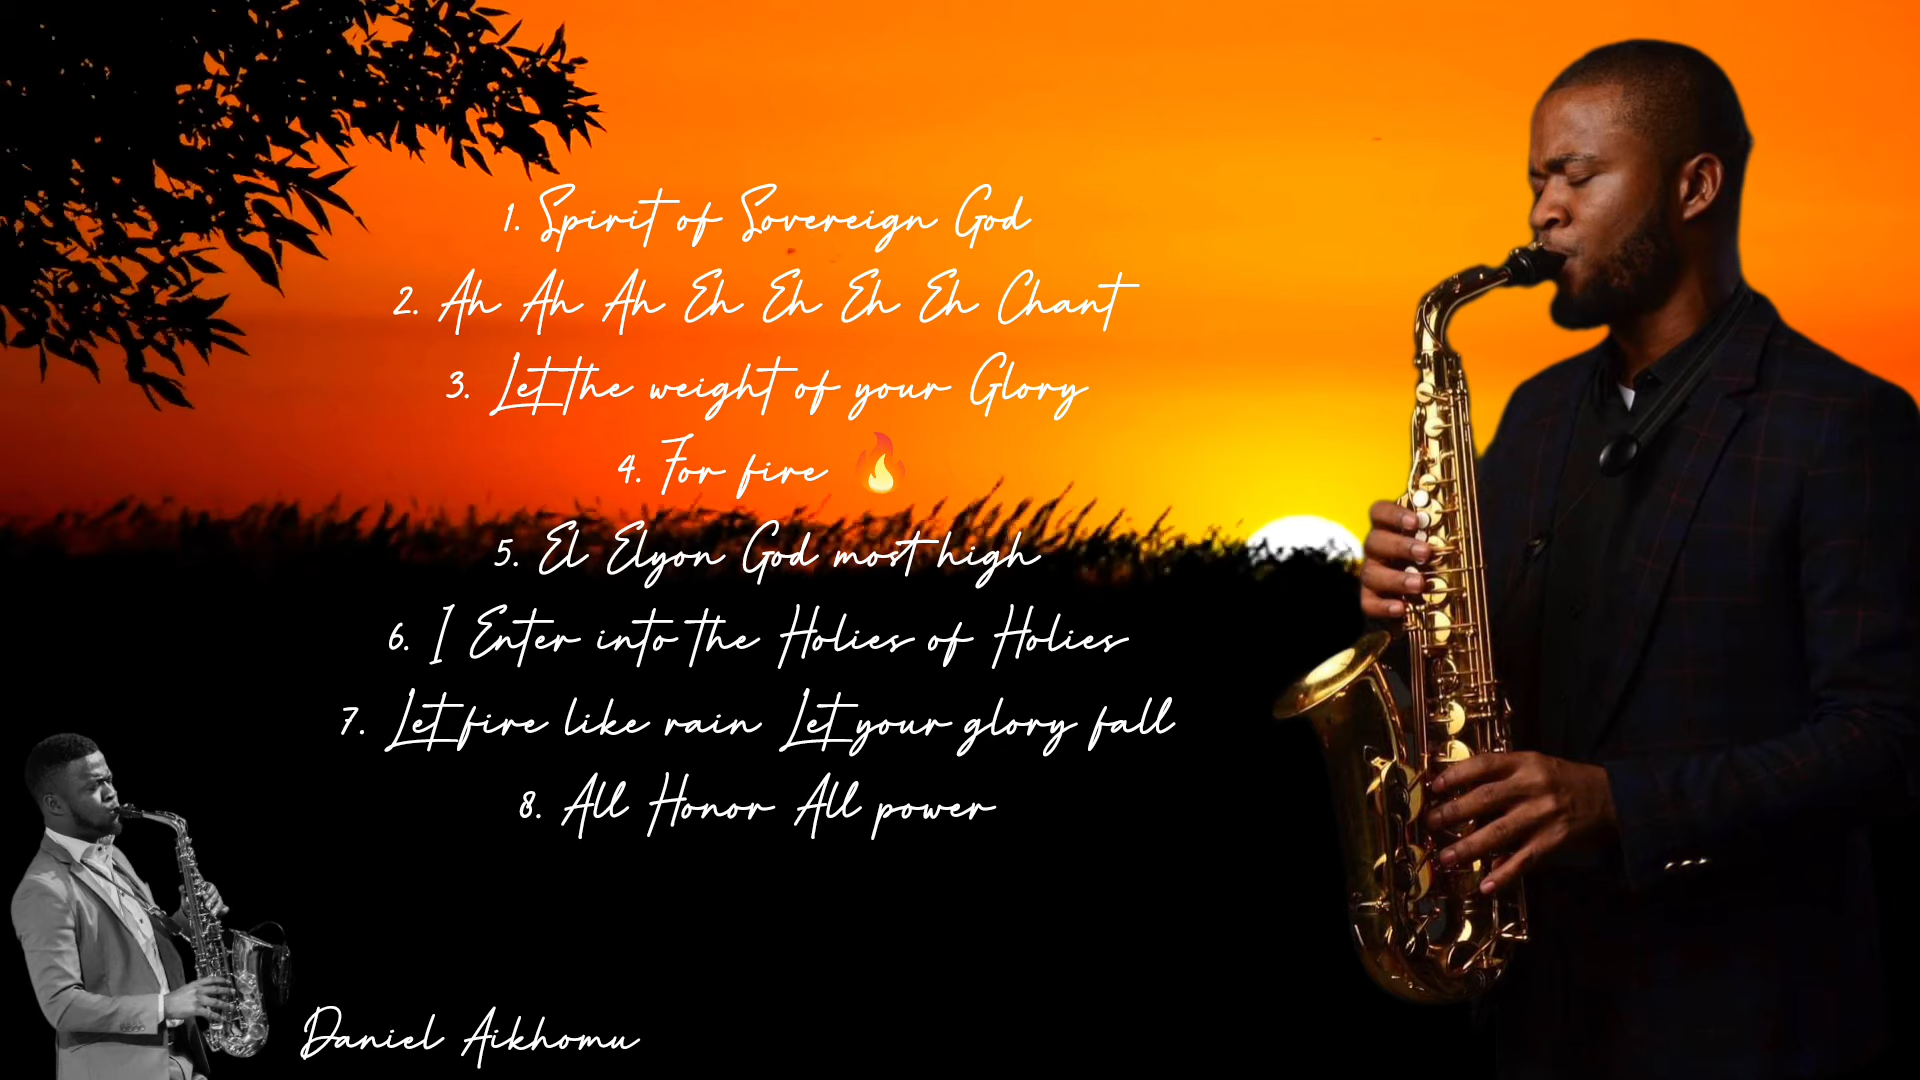 1. Spirit of Sovereign God
2. Ah Ah Ah Eh Eh Eh Eh Chant
3. Let the weight of your Glory
4. For fire 🔥
5. El Elyon God most high
6. I Enter into the Holies of Holies
7. Let fire like rain Let your glory fall
8. All Honor All power
Daniel Aikhomu